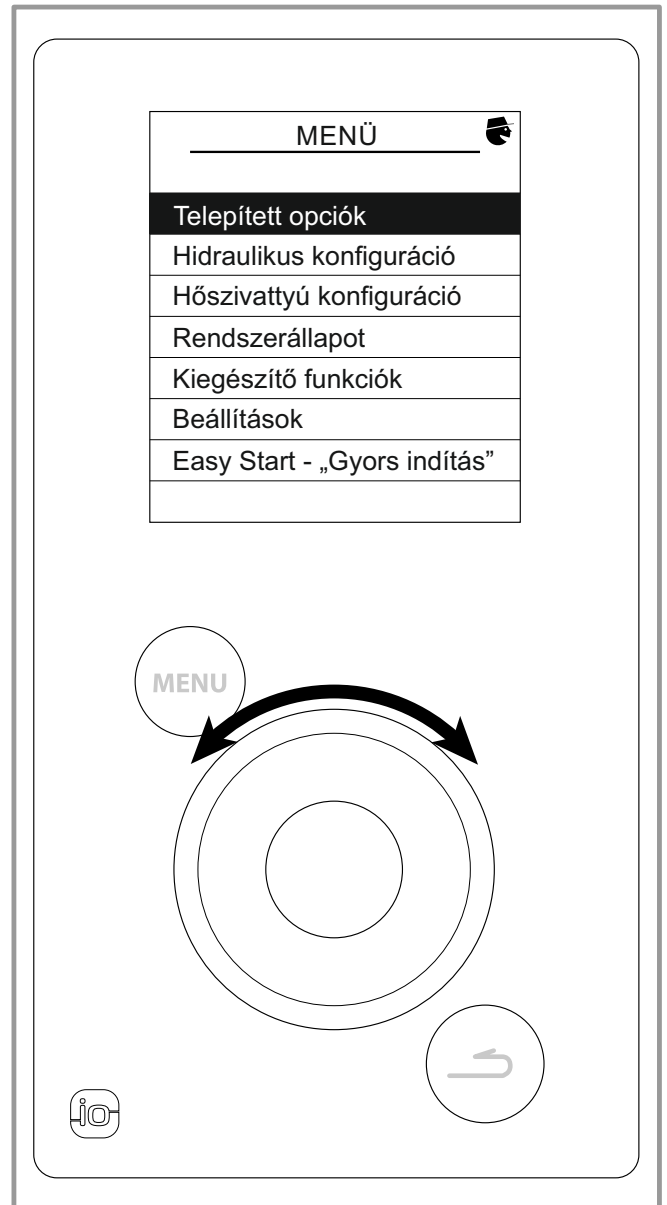 MENÜ
Telepített opciók
Hidraulikus konfiguráció
Hőszivattyú konfiguráció
Rendszerállapot
Kiegészítő funkciók
Beállítások
Easy Start - „Gyors indítás”
MENU
io